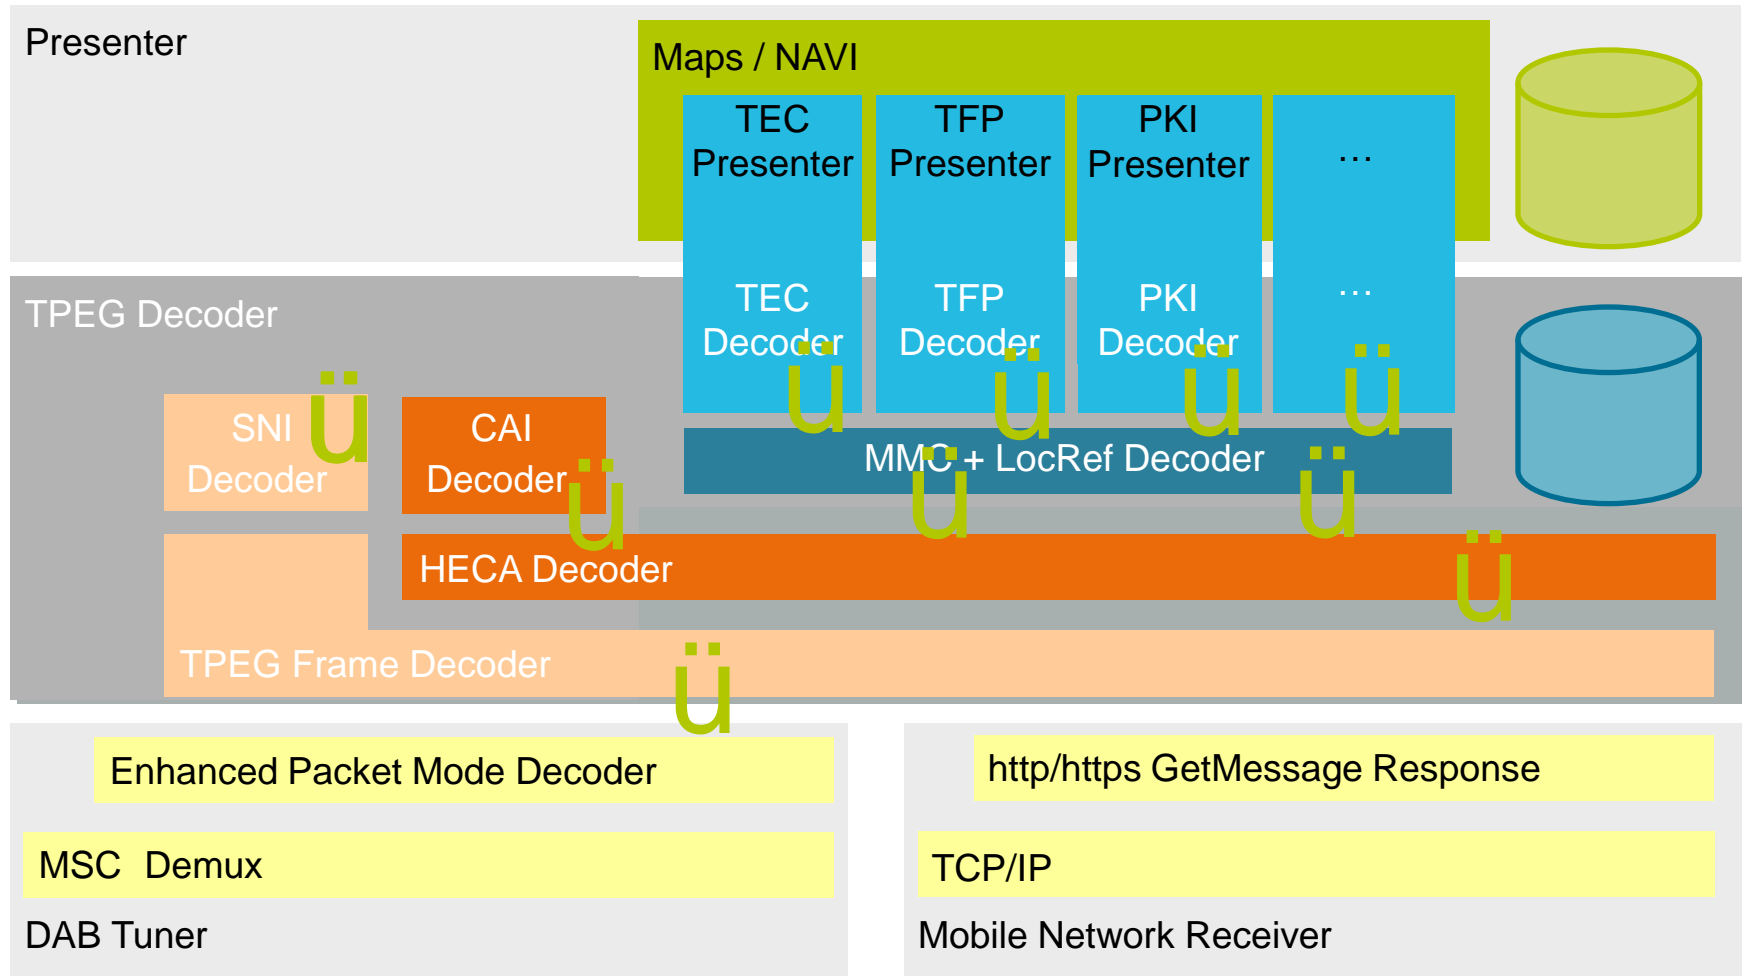 Presenter
Maps / NAVI
TEC
Presenter
TFP
Presenter
PKI
Presenter
...
TPEG Decoder
TEC
Decoder
TFP
Decoder
PKI
Decoder
...
ü
ü
ü
ü
SNI
Decoder
ü
CAI
Decoder
ü
MMC + LocRef Decoder
ü
ü
HECA Decoder
ü
TPEG Frame Decoder
ü
Enhanced Packet Mode Decoder
MSC Demux
DAB Tuner
http/https GetMessage Response
TCP/IP
Mobile Network Receiver